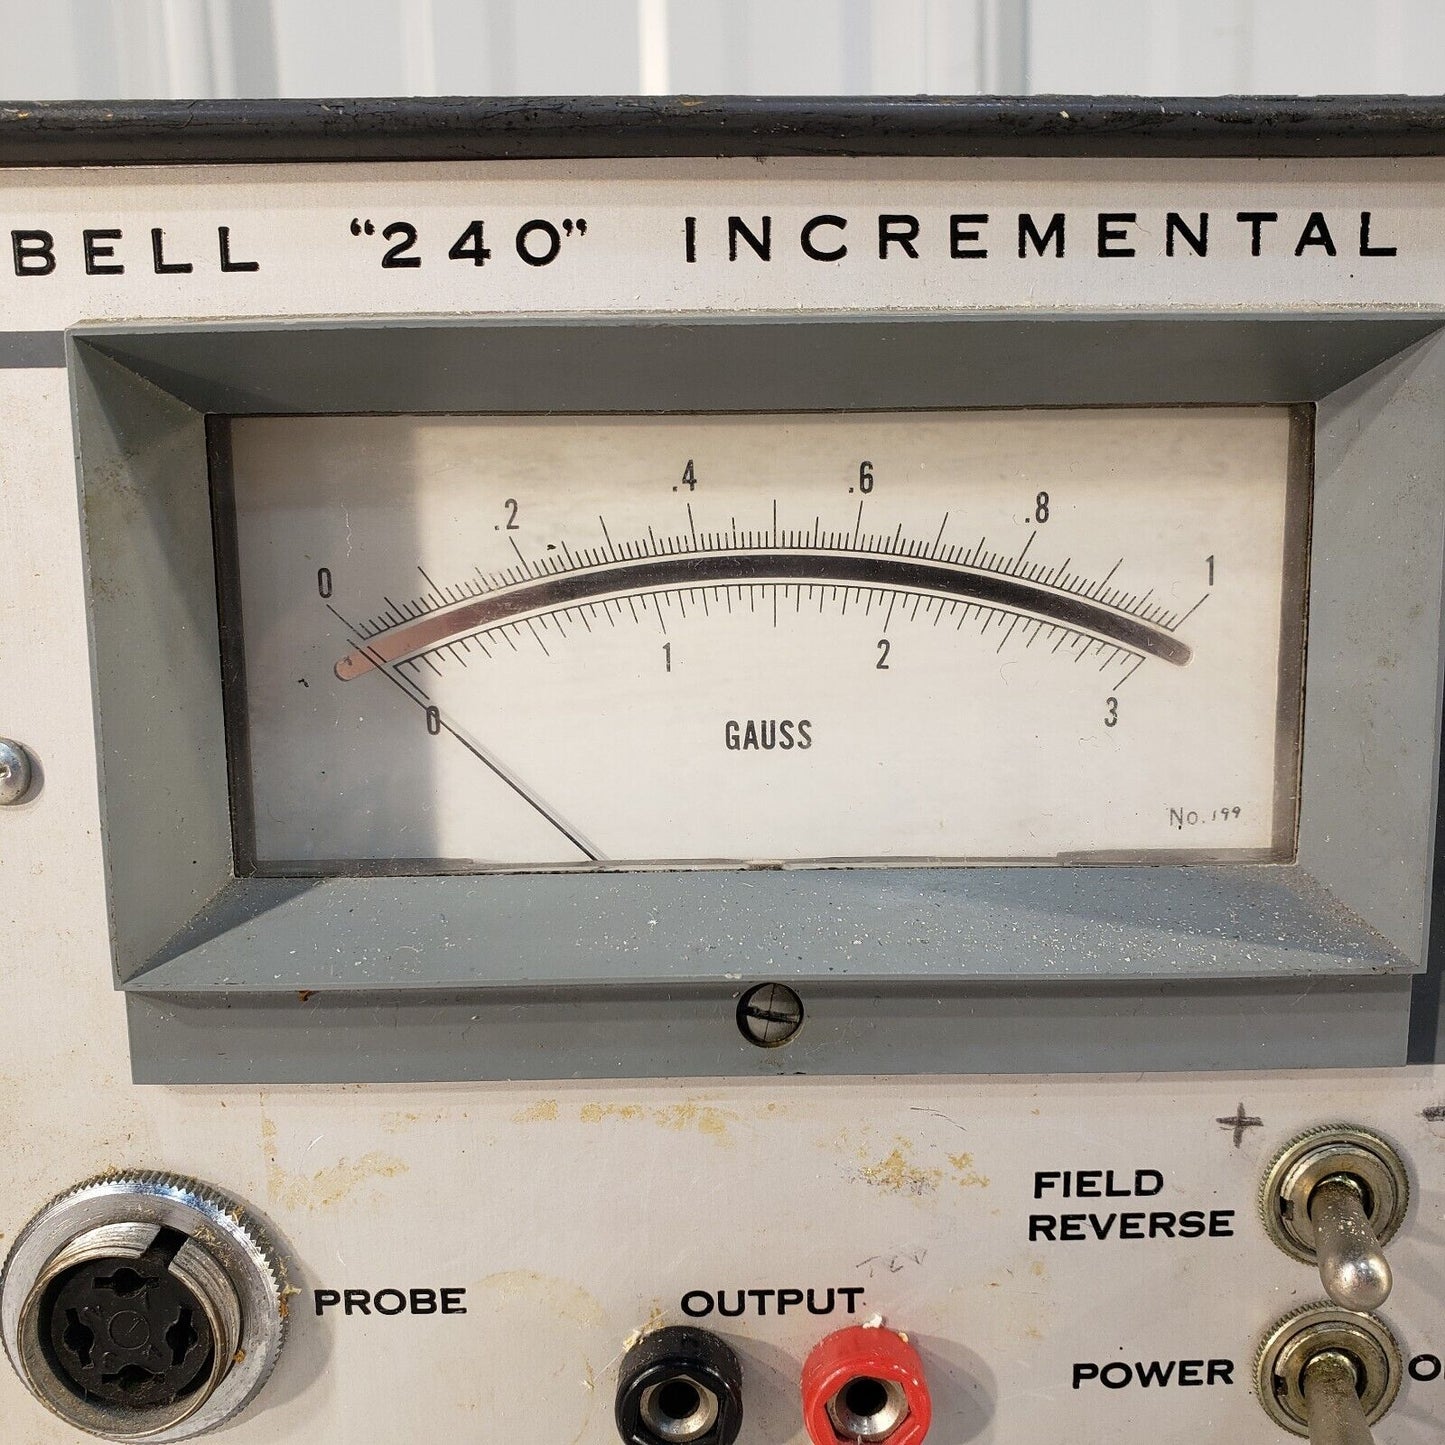 BELL “240” INCREMENTAL
0 .2 .4 .6 .8 1
0 1 2 3
GAUSS
No. 199
+
FIELD
REVERSE
PROBE
OUTPUT
POWER